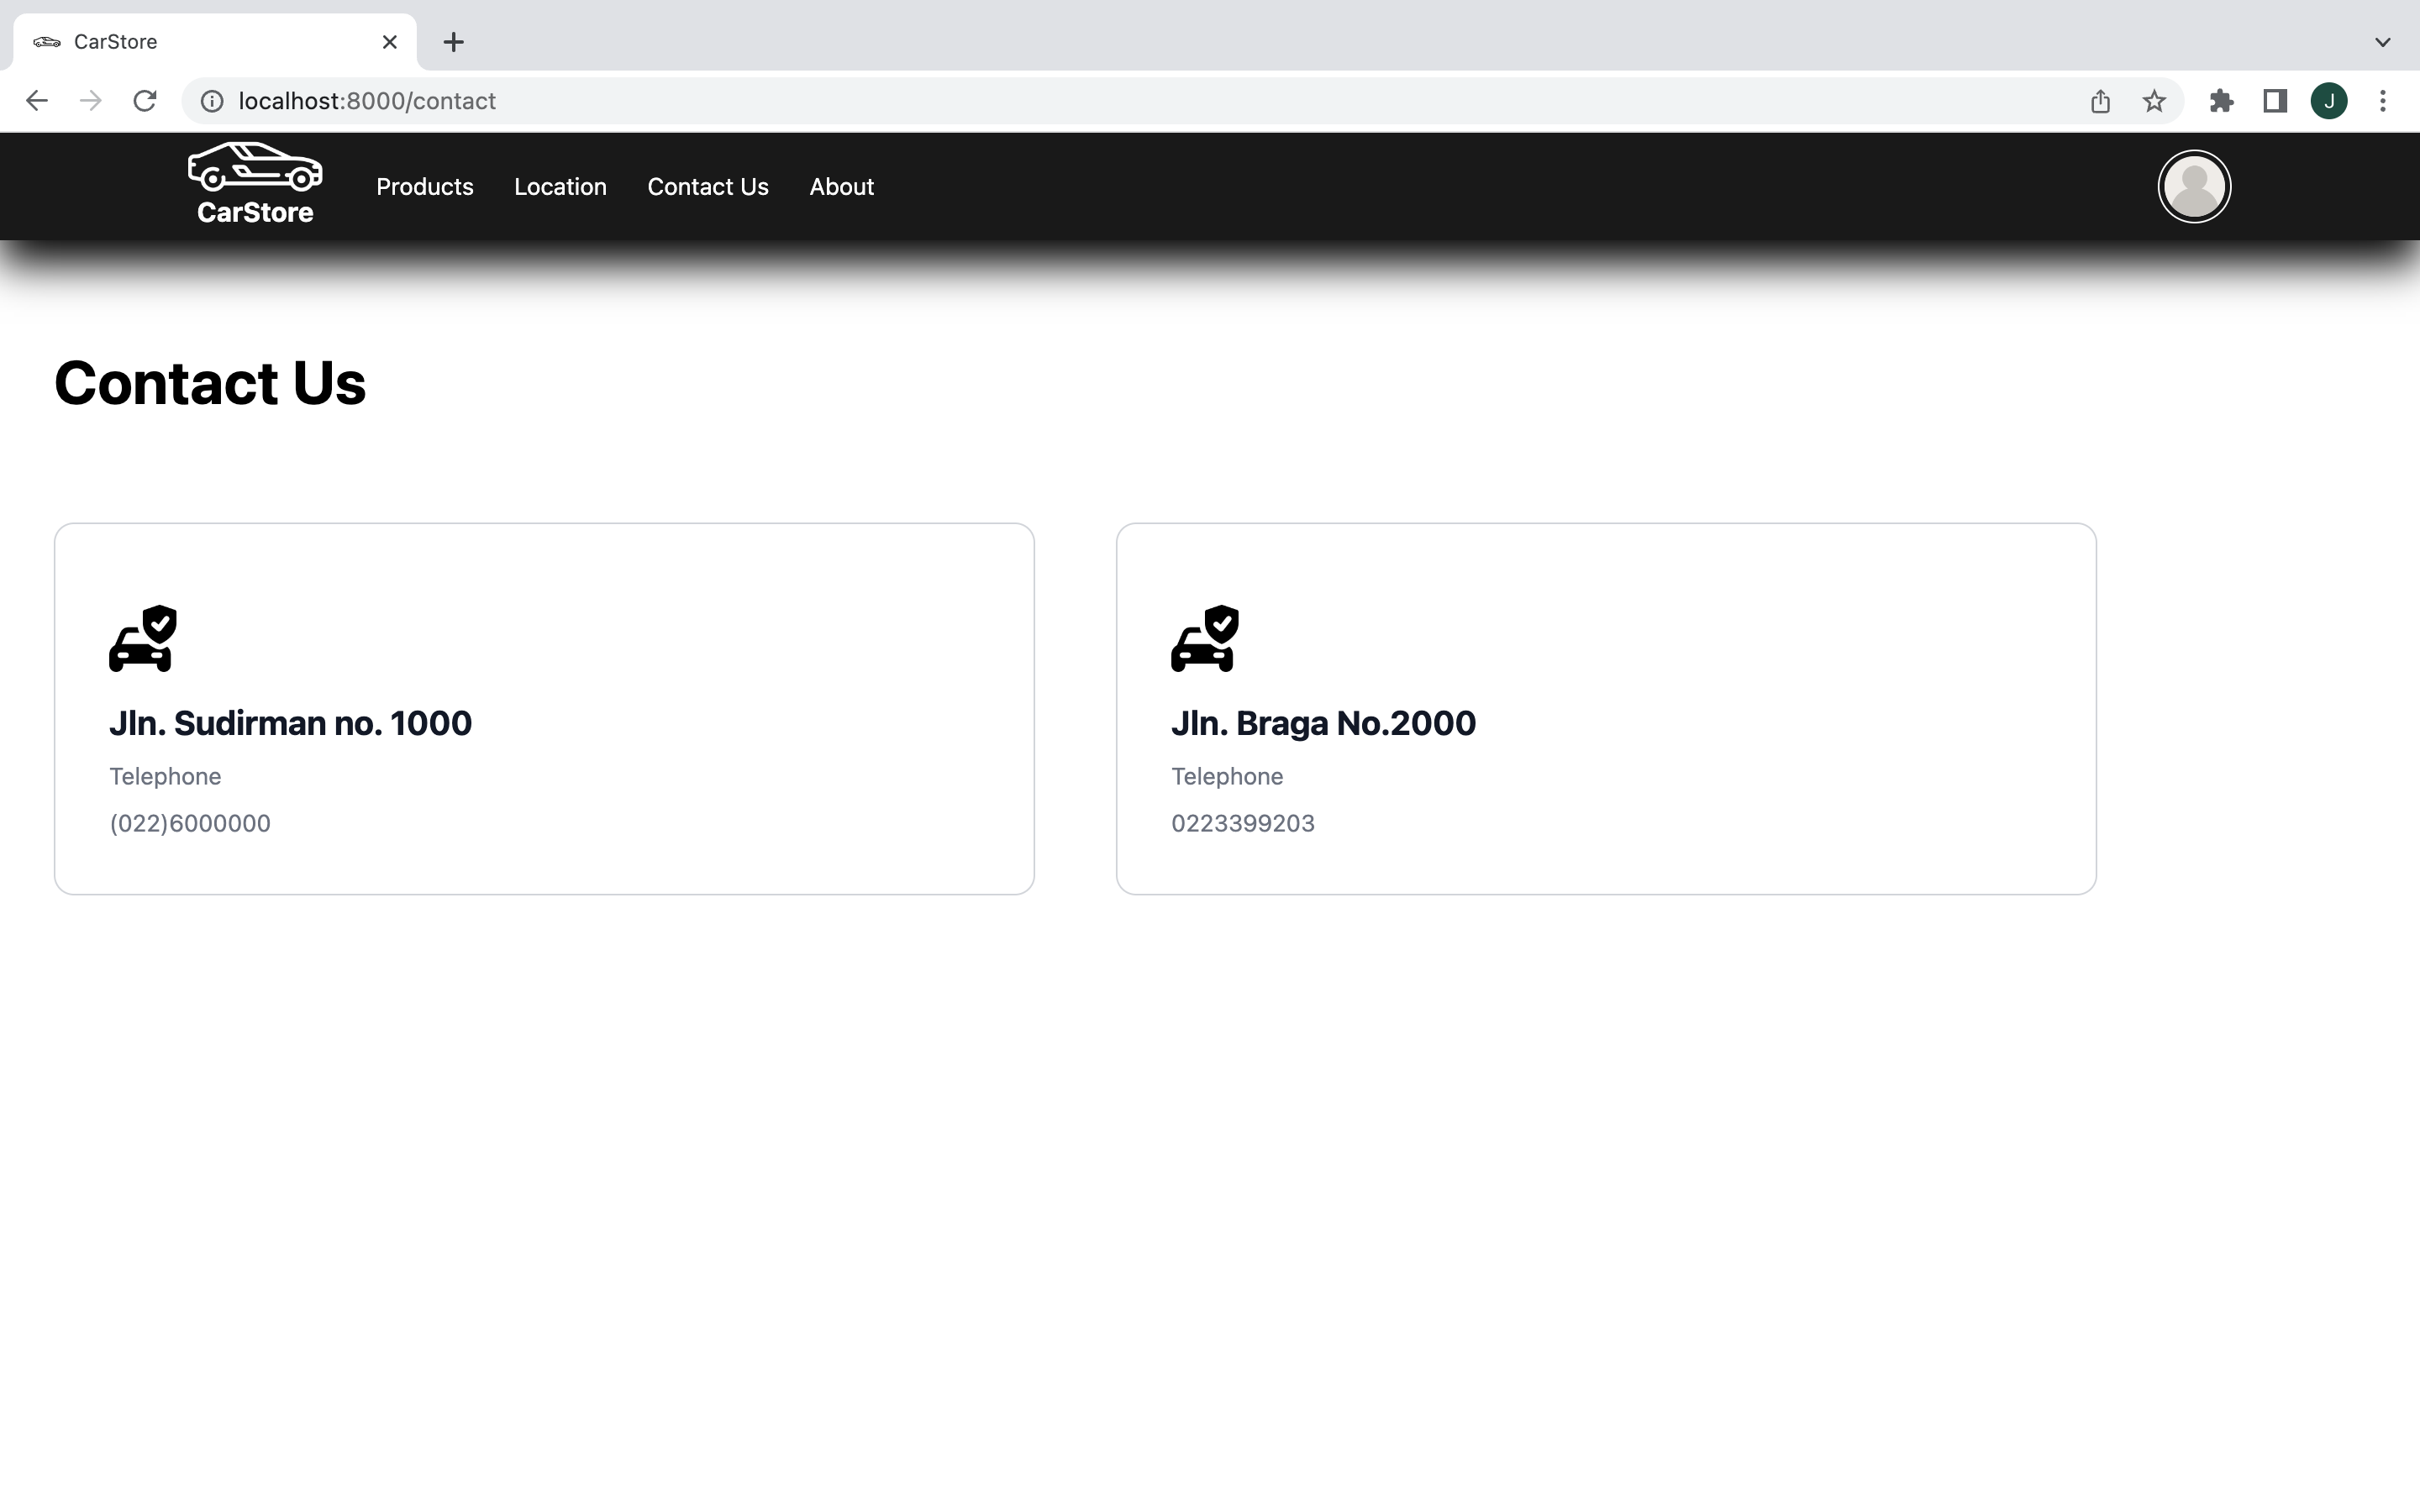 CarStore
localhost:8000/contact
J
CarStore
Products Location Contact Us About
Contact Us
Jln. Sudirman no. 1000
Telephone
(022)6000000
Jln. Braga No.2000
Telephone
0223399203